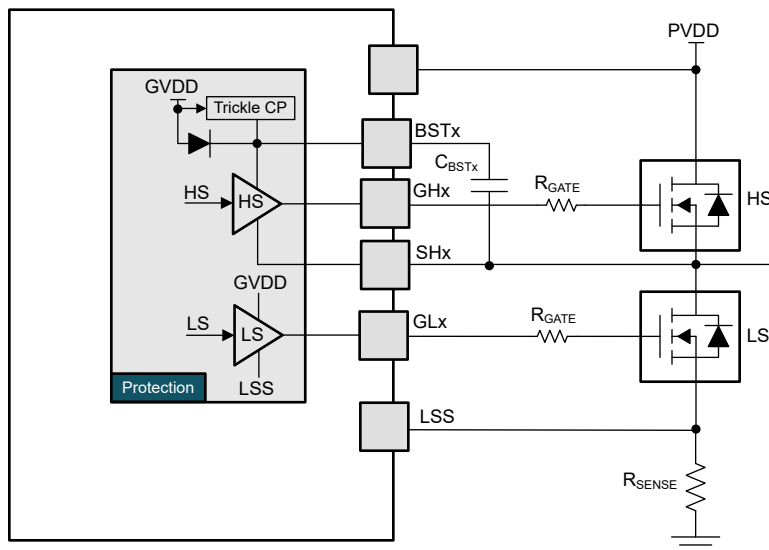 PVDD
GVDD
Trickle CP
BSTx
CBSTx
HS
HS
GHx
RGATE
HS
SHx
GVDD
LS
LS
GLx
RGATE
LS
LSS
Protection
LSS
RSENSE